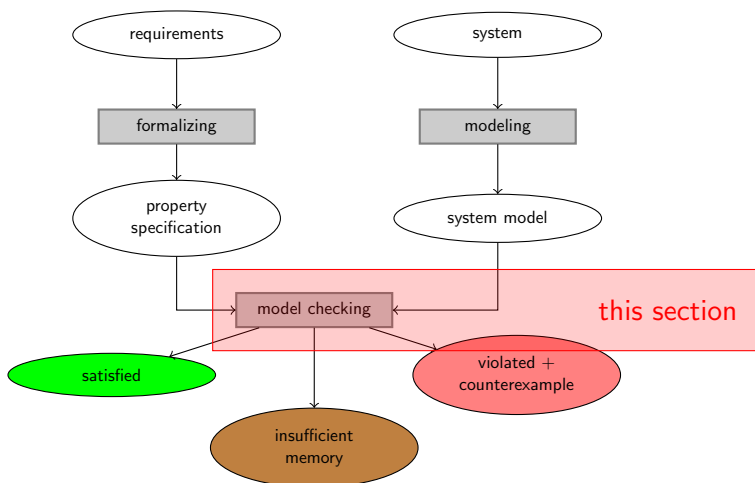 requirements
system
formalizing
modeling
property
specification
system model
model checking
this section
satisfied
violated +
counterexample
insufficient
memory